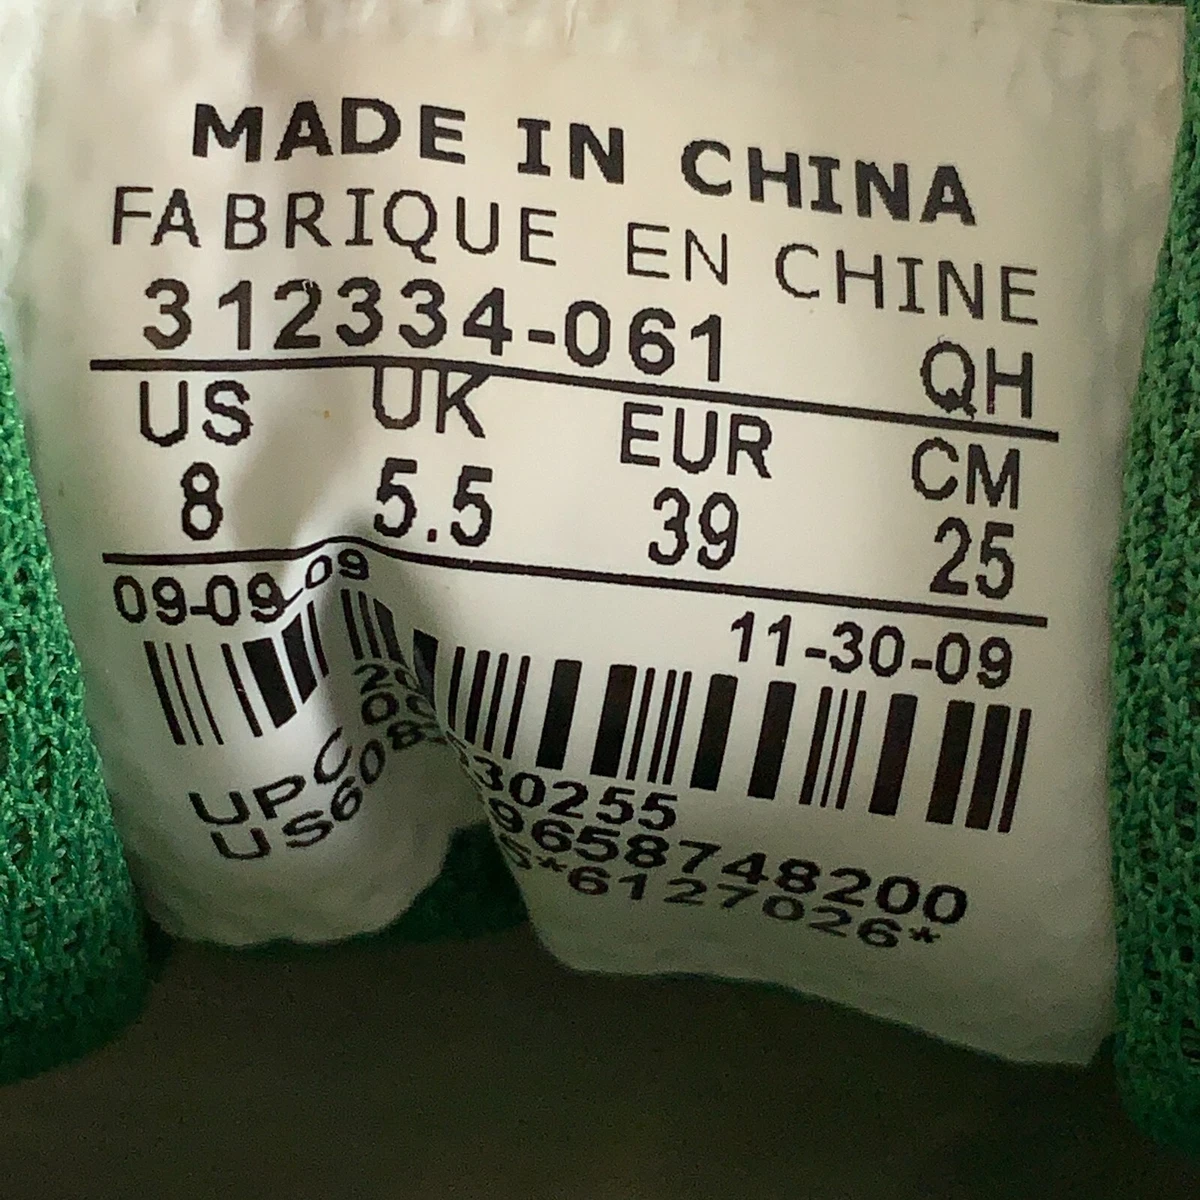 MADE IN CHINA
FABRIQUE EN CHINE
312334-061 QH
US UK EUR CM
8 5.5 39 25
09-09-09 11-30-09
UPC 9658748200
*6127026*